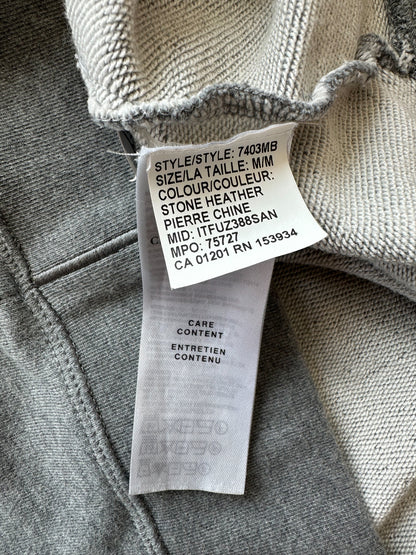 STYLE/STYLE: 7403MB
SIZE/LA TAILLE: M/M
COLOUR/COULEUR:
STONE HEATHER
PIERRE CHINE
MID: ITFUZ388SAN
MPO: 75727
CA 01201 RN 153934
CARE
CONTENT
ENTRETIEN
CONTENU